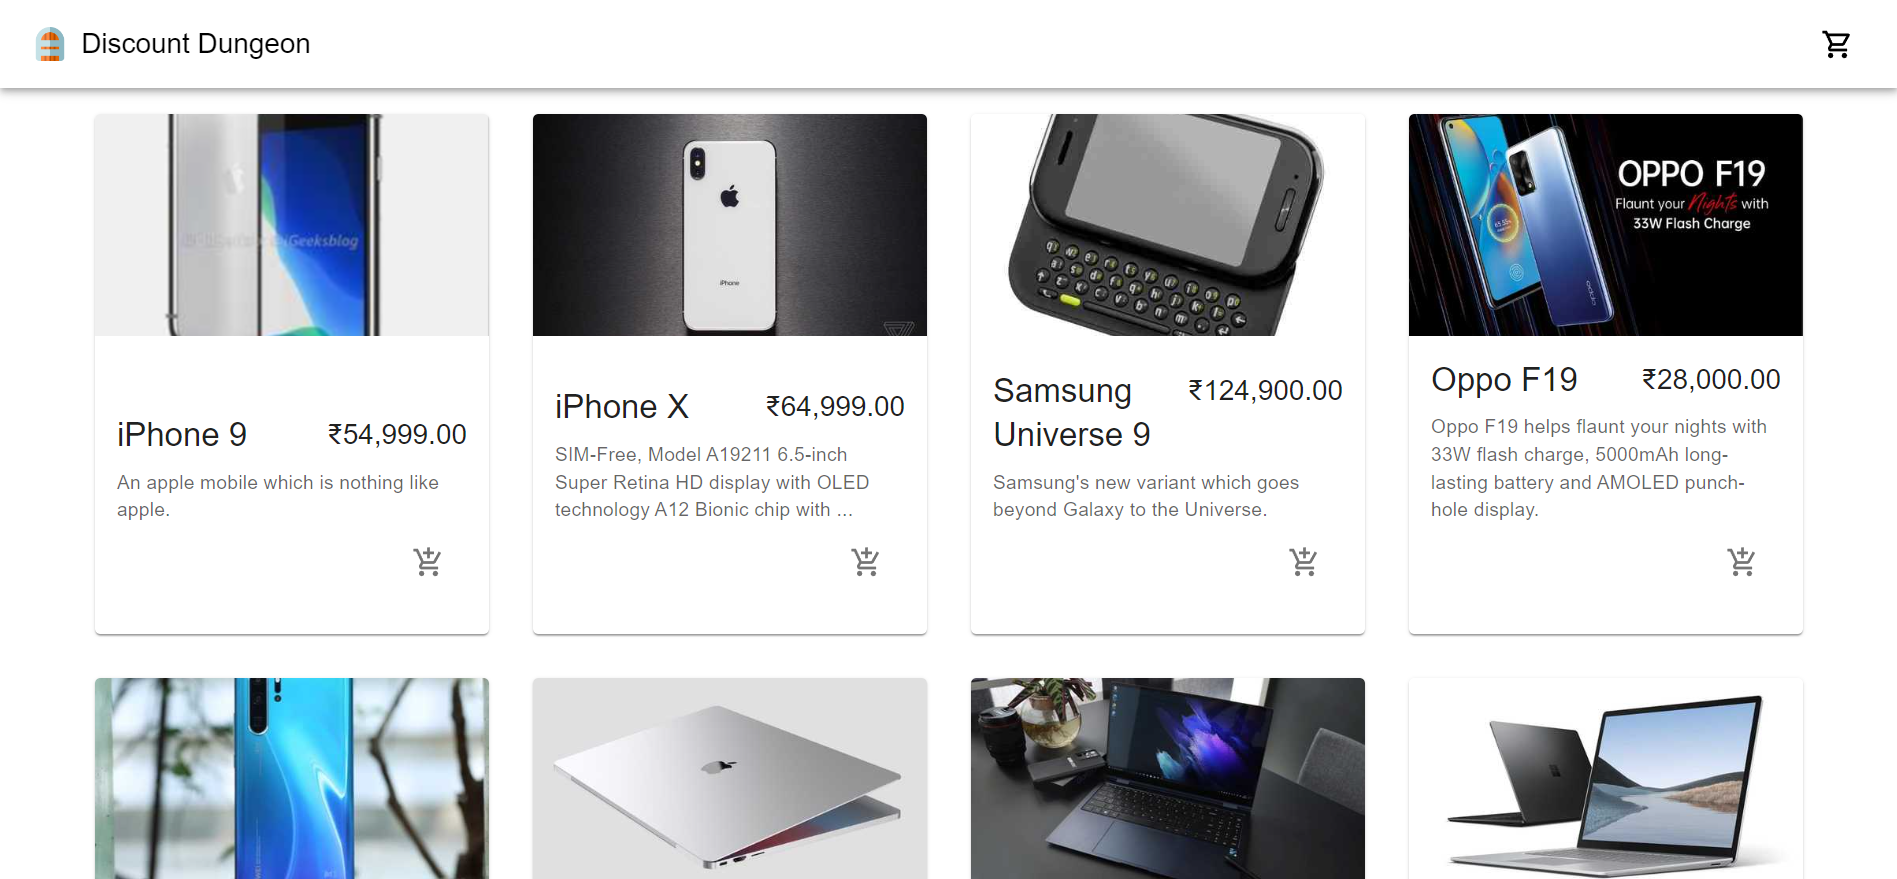 Discount Dungeon
iGeeksblog
iPhone
OPPO F19
Flaunt your Nights with
33W Flash Charge
iPhone 9
₹54,999.00
An apple mobile which is nothing like
apple.
iPhone X
₹64,999.00
SIM-Free, Model A19211 6.5-inch
Super Retina HD display with OLED
technology A12 Bionic chip with ...
Samsung
Universe 9
₹124,900.00
Samsung's new variant which goes
beyond Galaxy to the Universe.
Oppo F19
₹28,000.00
Oppo F19 helps flaunt your nights with
33W flash charge, 5000mAh long-
lasting battery and AMOLED punch-
hole display.